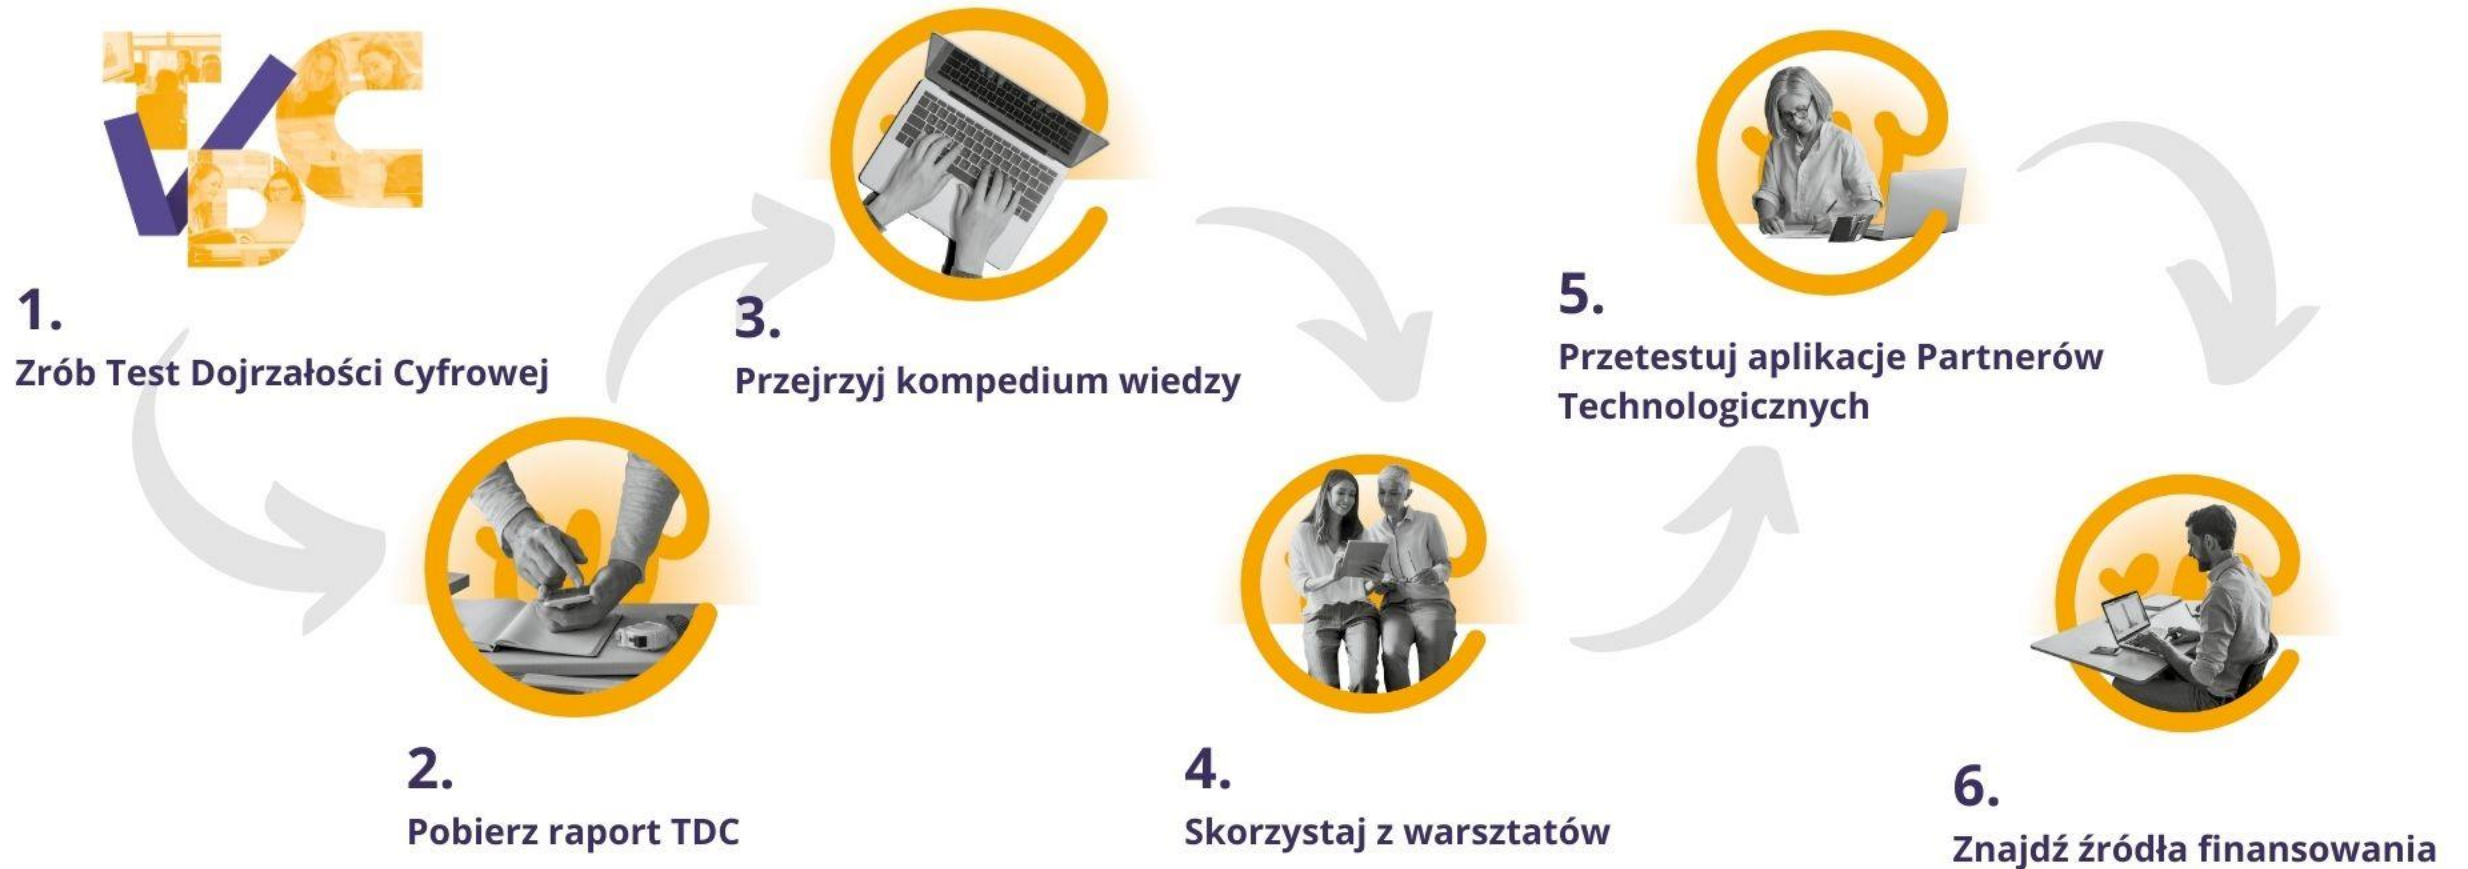 TDC
1.
Zrób Test Dojrzałości Cyfrowej
2.
Pobierz raport TDC
3.
Przejrzyj kompedium wiedzy
4.
Skorzystaj z warsztatów
5.
Przetestuj aplikacje Partnerów
Technologicznych
6.
Znajdź źródła finansowania